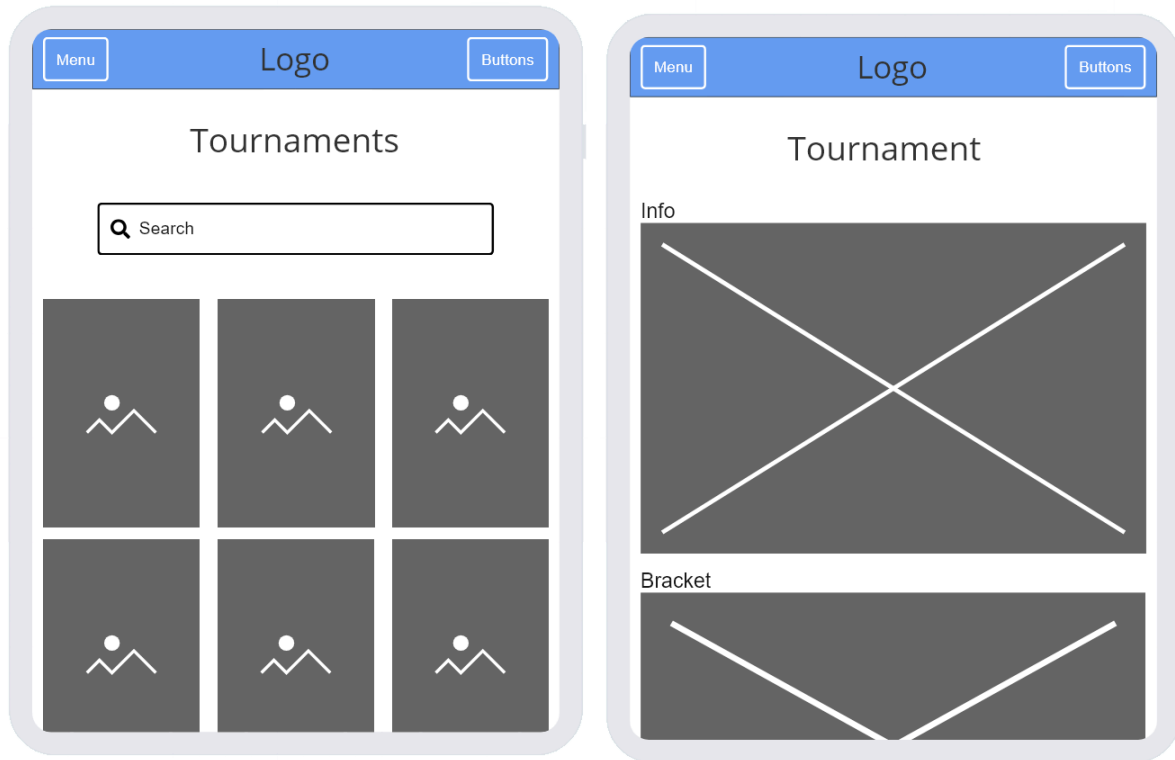 Menu
Logo
Buttons
Tournaments
Search
Menu
Logo
Buttons
Tournament
Info
Bracket